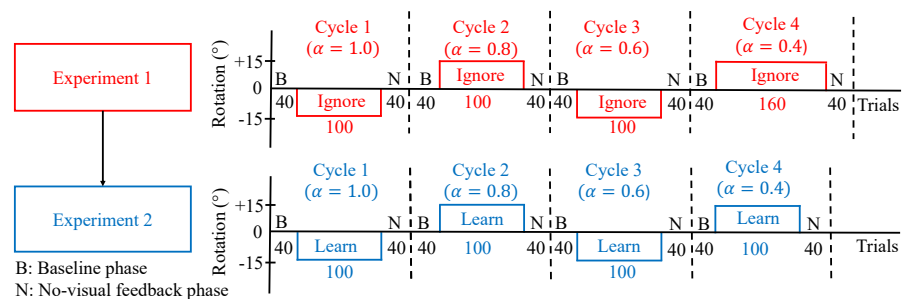 Experiment 1
Rotation (°)
+15
0
-15
Cycle 1 Cycle 2 Cycle 3 Cycle 4
(α = 1.0) (α = 0.8) (α = 0.6) (α = 0.4)
Ignore Ignore
B N B N B N B N
40 Ignore 40 40 100 40 40 Ignore 40 40 160 40 Trials
100 100
Experiment 2
Rotation (°)
+15
0
-15
Cycle 1 Cycle 2 Cycle 3 Cycle 4
(α = 1.0) (α = 0.8) (α = 0.6) (α = 0.4)
Learn Learn
B N B N B N B N
40 Learn 40 40 100 40 40 Learn 40 40 100 40 Trials
100 100
B: Baseline phase
N: No-visual feedback phase